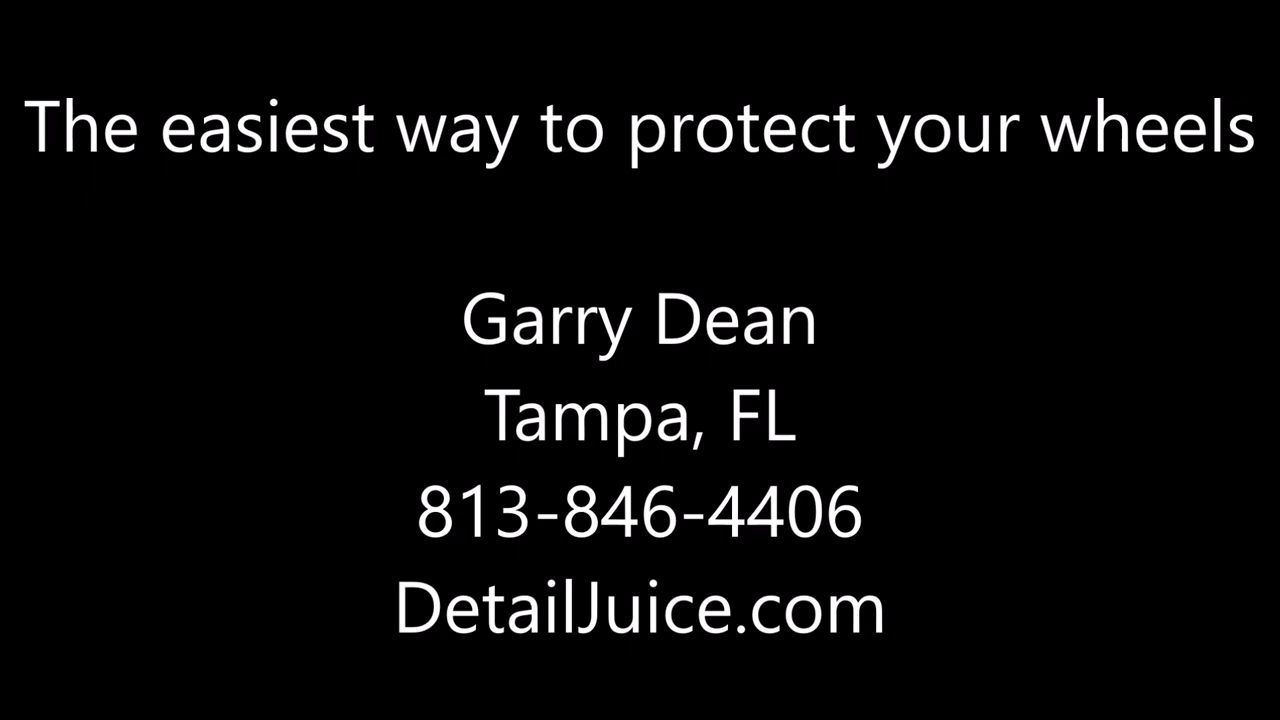 The easiest way to protect your wheels
Garry Dean
Tampa, FL
813-846-4406
DetailJuice.com